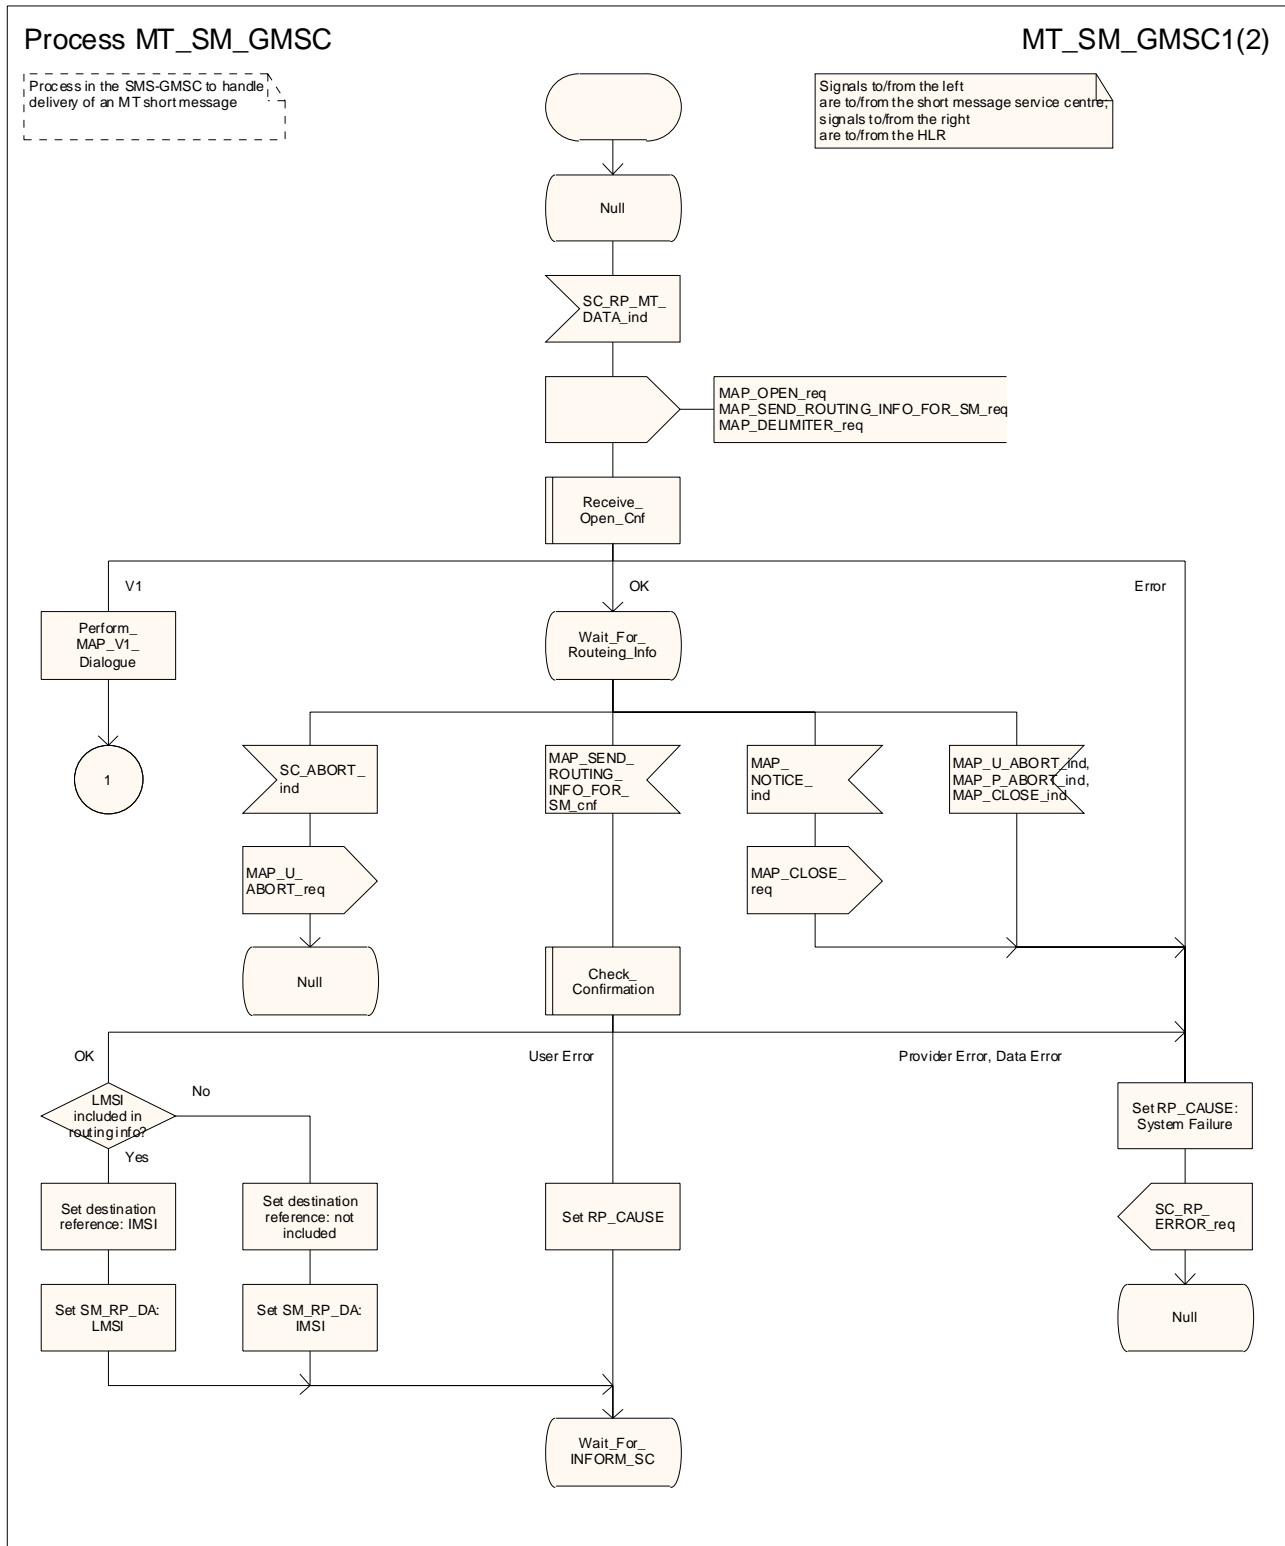 Process MT_SM_GMSC
MT_SM_GMSC1(2)
Process in the SMS-GMSC to handle
delivery of an MT short message
Signals to/from the left
are to/from the short message service centre;
signals to/from the right
are to/from the HLR
Null
SC_RP_MT_
DATA_ind
MAP_OPEN_req
MAP_SEND_ROUTING_INFO_FOR_SM_req
MAP_DELIMITER_req
Receive_
Open_Cnf
V1
OK
Error
Perform_
MAP_V1_
Dialogue
Wait_For_
Routeing_Info
1
SC_ABORT_
ind
MAP_SEND_
ROUTING_
INFO_FOR_
SM_cnf
MAP_
NOTICE_
ind
MAP_U_ABORT_ind,
MAP_P_ABORT_ind,
MAP_CLOSE_ind
MAP_U_
ABORT_req
MAP_CLOSE_
req
Null
Check_
Confirmation
OK
User Error
Provider Error, Data Error
LMSI
included in
routing info?
No
Yes
Set RP_CAUSE:
System Failure
Set destination
reference: IMSI
Set destination
reference: not
included
Set RP_CAUSE
SC_RP_
ERROR_req
Set SM_RP_DA:
LMSI
Set SM_RP_DA:
IMSI
Null
Wait_For_
INFORM_SC